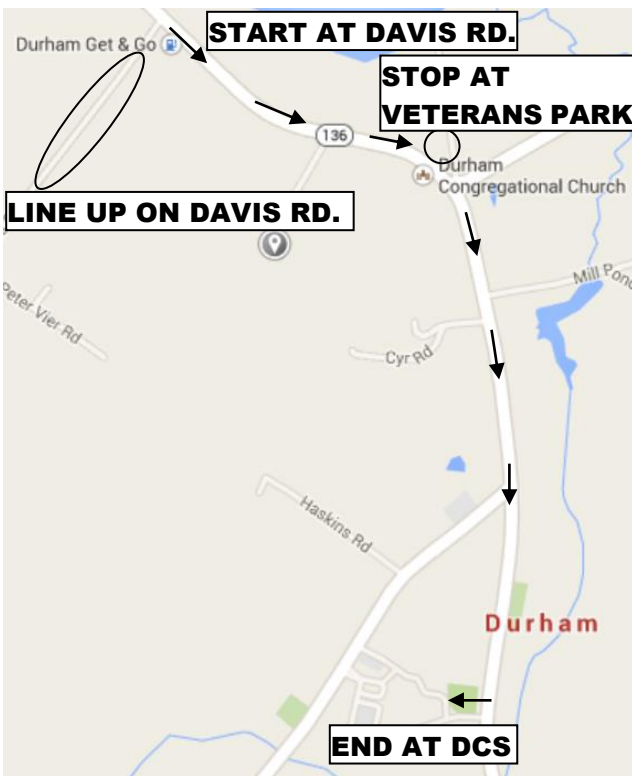 START AT DAVIS RD.
Durham Get & Go
STOP AT
VETERANS PARK
136
Durham
Congregational Church
LINE UP ON DAVIS RD.
Mill Pond
Peter Vier Rd
Cyr Rd
Haskins Rd
Durham
END AT DCS